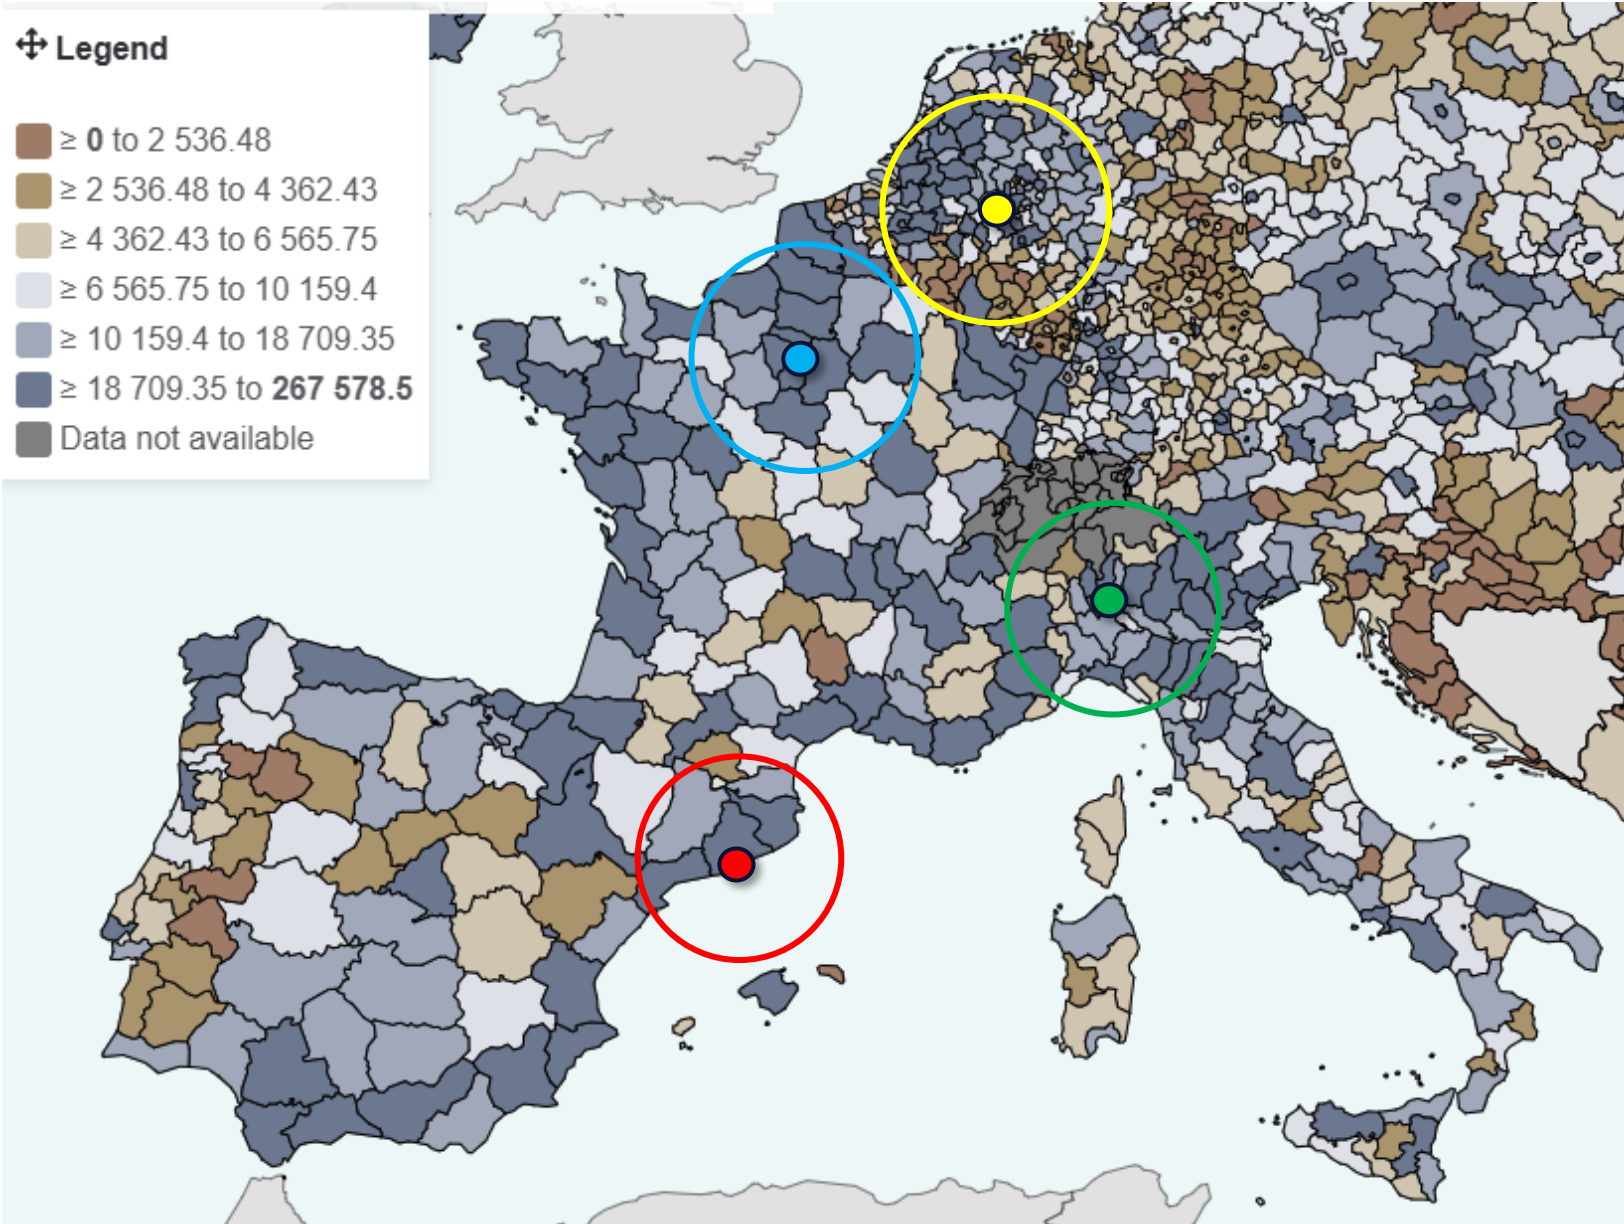 Legend
≥ 0 to 2 536.48
≥ 2 536.48 to 4 362.43
≥ 4 362.43 to 6 565.75
≥ 6 565.75 to 10 159.4
≥ 10 159.4 to 18 709.35
≥ 18 709.35 to 267 578.5
Data not available